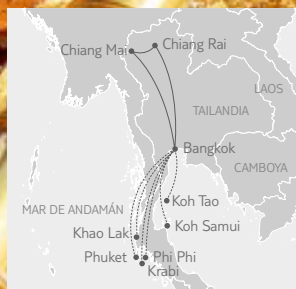 Chiang Mai
Chiang Rai
LAOS
TAILANDIA
Bangkok
CAMBOYA
Koh Tao
MAR DE ANDAMÁN
Koh Samui
Khao Lak
Phuket
Phi Phi
Krabi